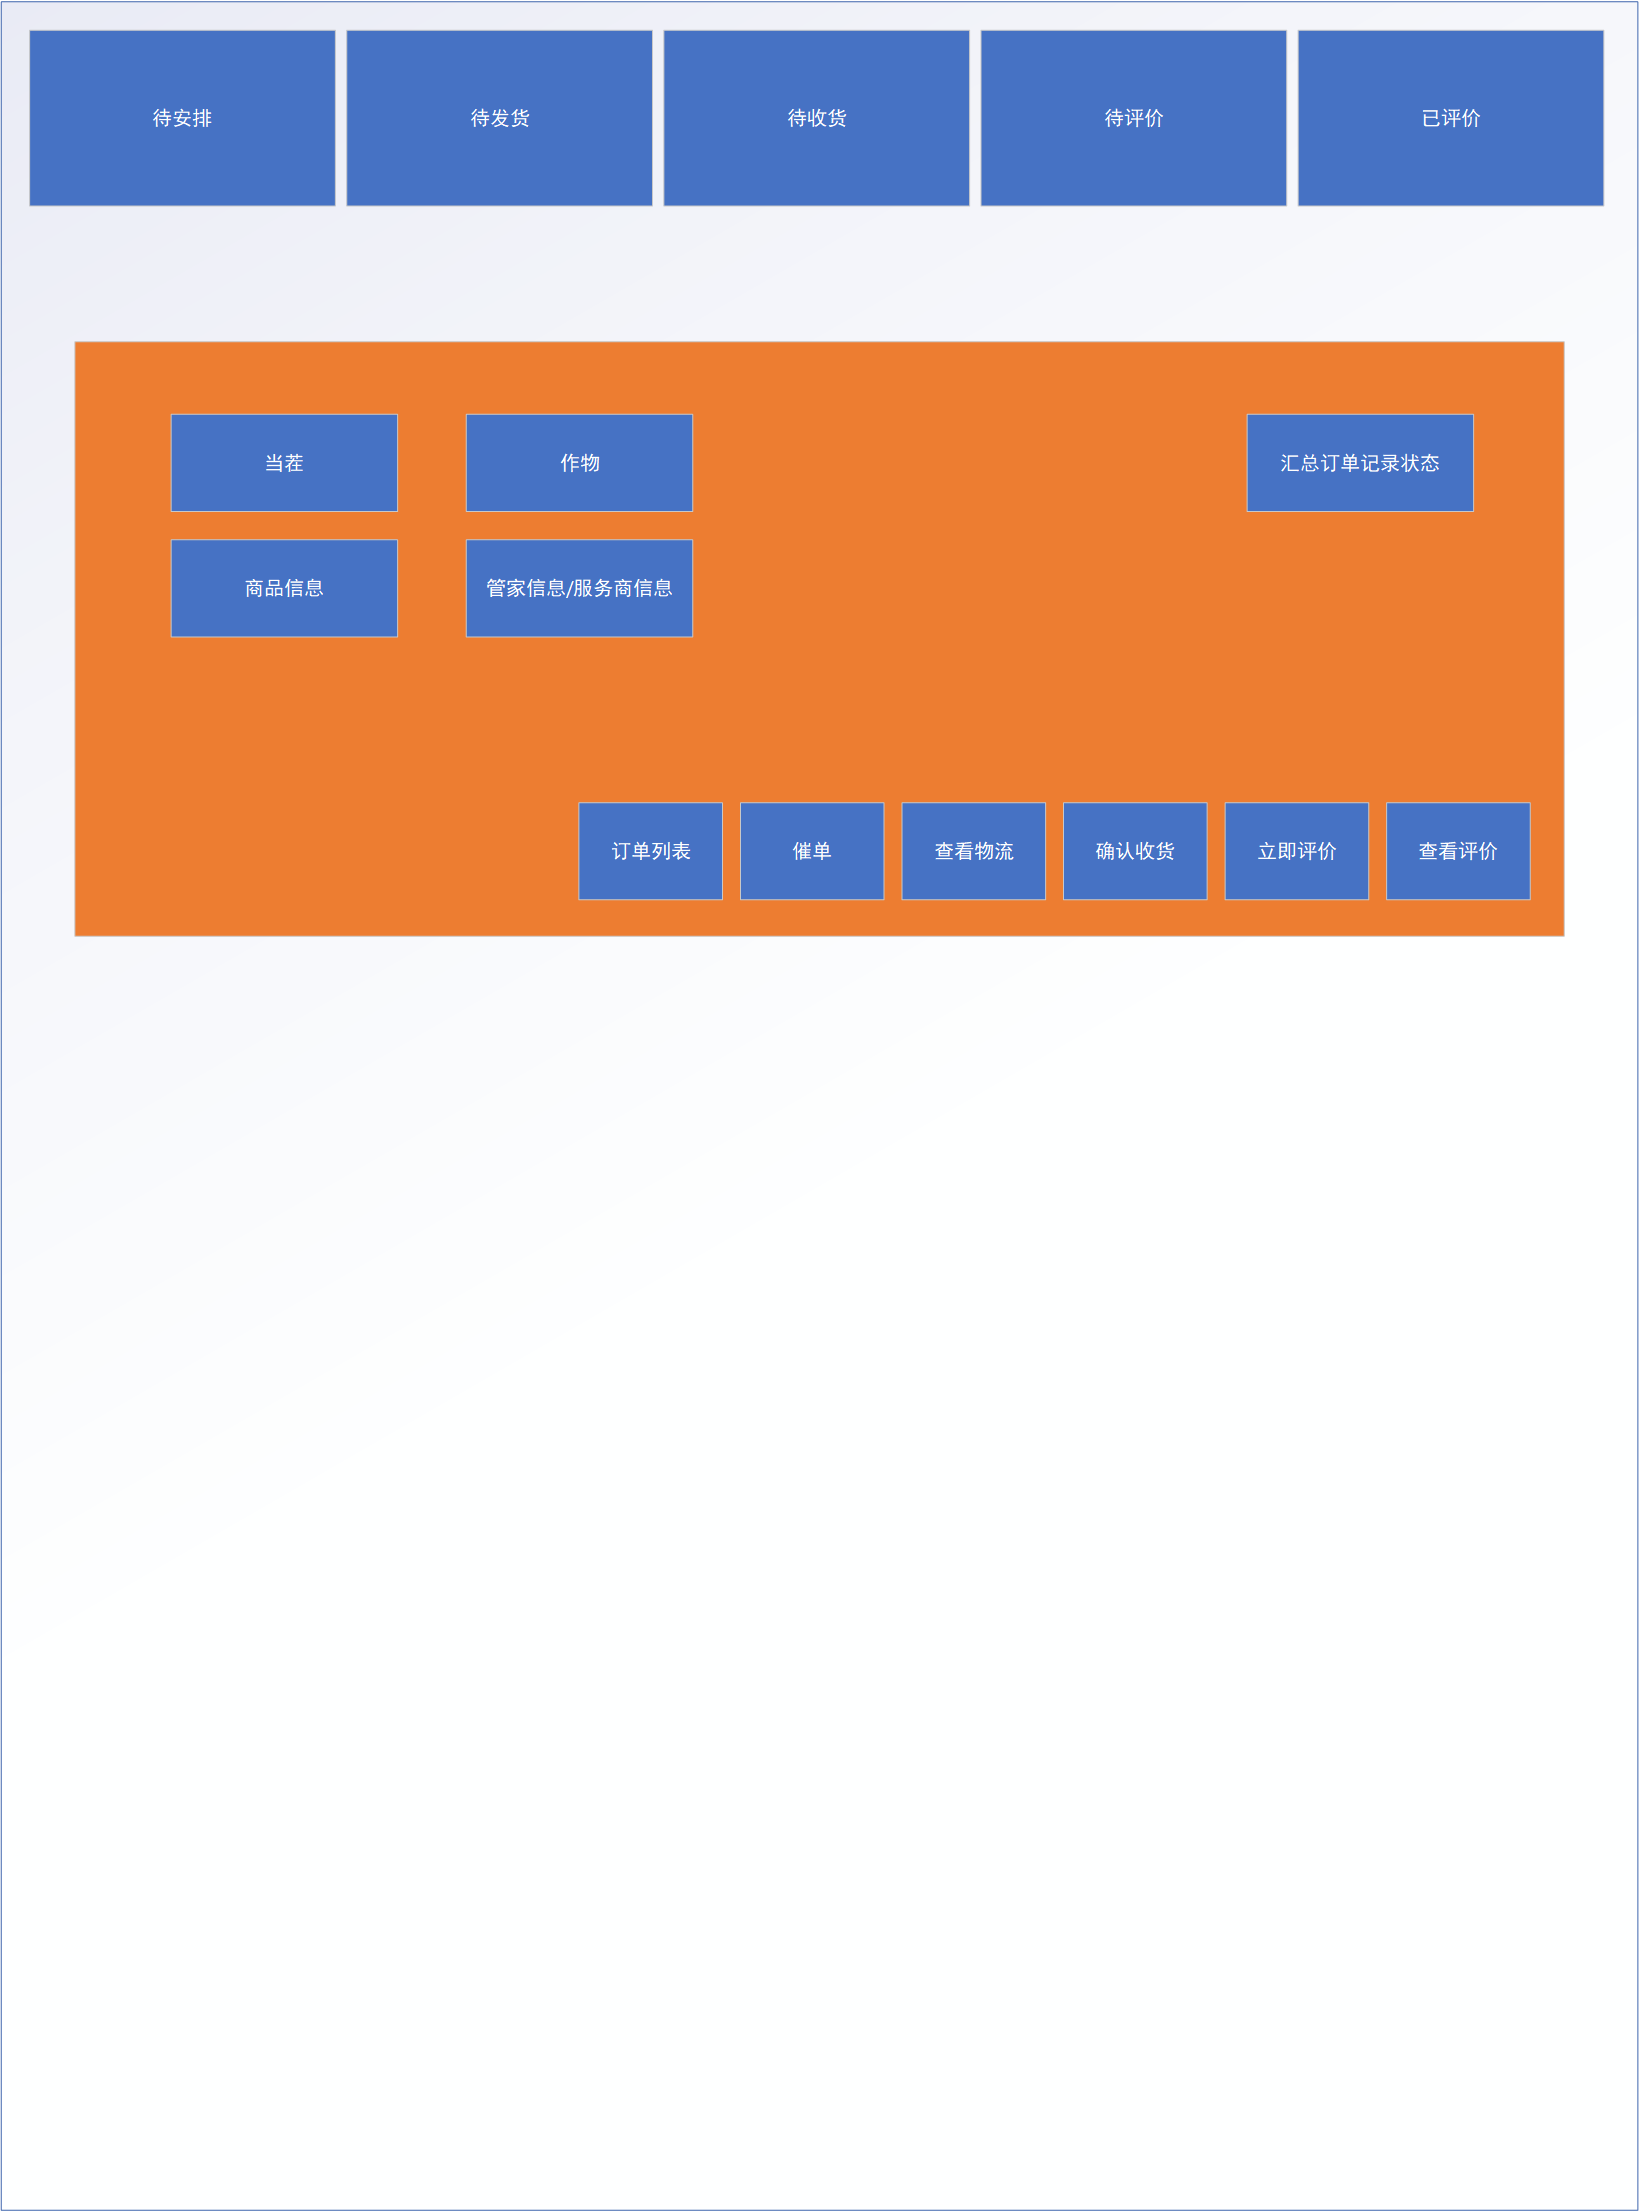 待安排
待发货
待收货
待评价
已评价
当茬
作物
汇总订单记录状态
商品信息
管家信息/服务商信息
订单列表
催单
查看物流
确认收货
立即评价
查看评价